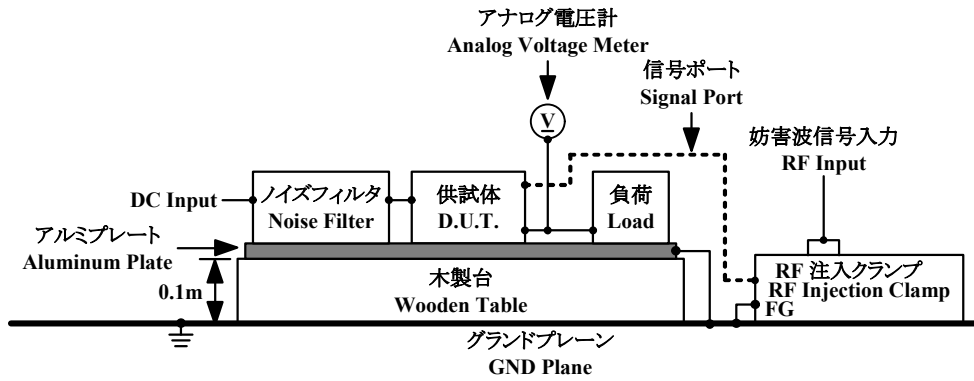 アナログ電圧計
Analog Voltage Meter
信号ポート
Signal Port
妨害波信号入力
RF Input
V
DC Input
ノイズフィルタ
Noise Filter
供試体
D.U.T.
負荷
Load
アルミプレート
Aluminum Plate
0.1m
木製台
Wooden Table
RF 注入クランプ
RF Injection Clamp
FG
グランドプレーン
GND Plane